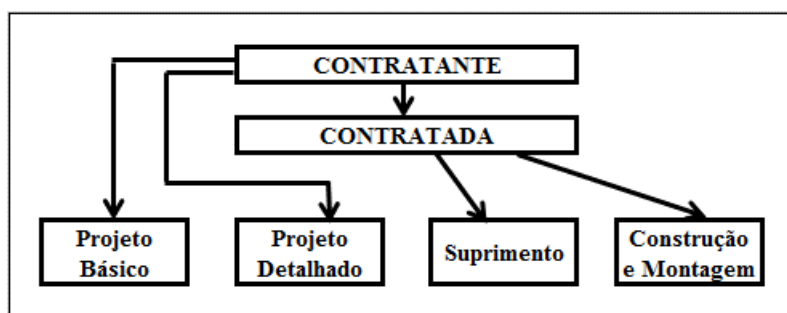 CONTRATANTE
CONTRATADA
Projeto
Básico
Projeto
Detalhado
Suprimento
Construção
e Montagem